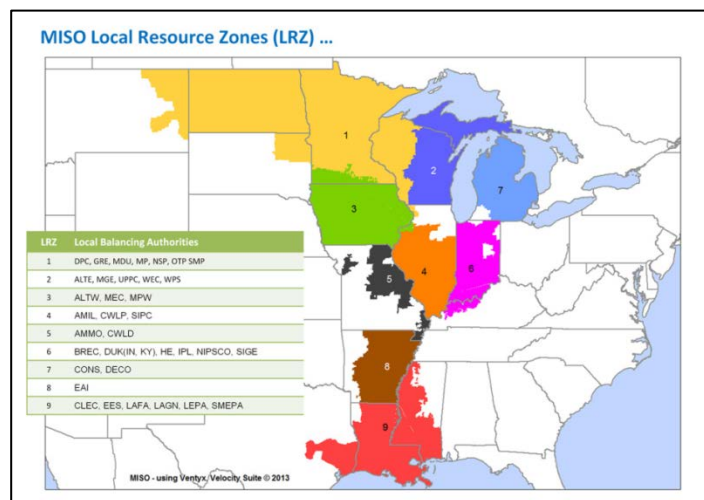 MISO Local Resource Zones (LRZ) ...
1
2
7
3
LRZ Local Balancing Authorities
1 DPC, GRE, MDU, MP, NSP, OTP SMP
2 ALTE, MGE, UPPC, WEC, WPS
3 ALTW, MEC, MPW
4 AMIL, CWLP, SIPC
5 AMMO, CWLD
6 BREC, DUK(IN, KY), HE, IPL, NIPSCO, SIGE
7 CONS, DECO
8 EAI
9 CLEC, EES, LAFA, LAGN, LEPA, SMEPA
5
4
6
8
9
MISO - using Ventyx, Velocity Suite © 2013